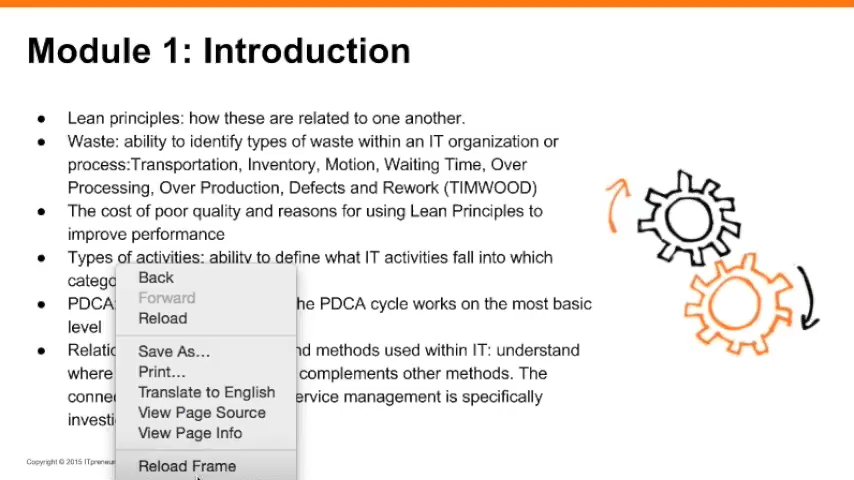 Module 1: Introduction
● Lean principles: how these are related to one another.
● Waste: ability to identify types of waste within an IT organization or
process:Transportation, Inventory, Motion, Waiting Time, Over
Processing, Over Production, Defects and Rework (TIMWOOD)
● The cost of poor quality and reasons for using Lean Principles to
improve performance
● Types of activities: ability to define what IT activities fall into which
● PDCA: he PDCA cycle works on the most basic
level
● nd methods used within IT: understand
where complements other methods. The
ervice management is specifically
Copyright © 2015
Back
Forward
Reload
Save As...
Print...
Translate to English
View Page Source
View Page Info
Reload Frame